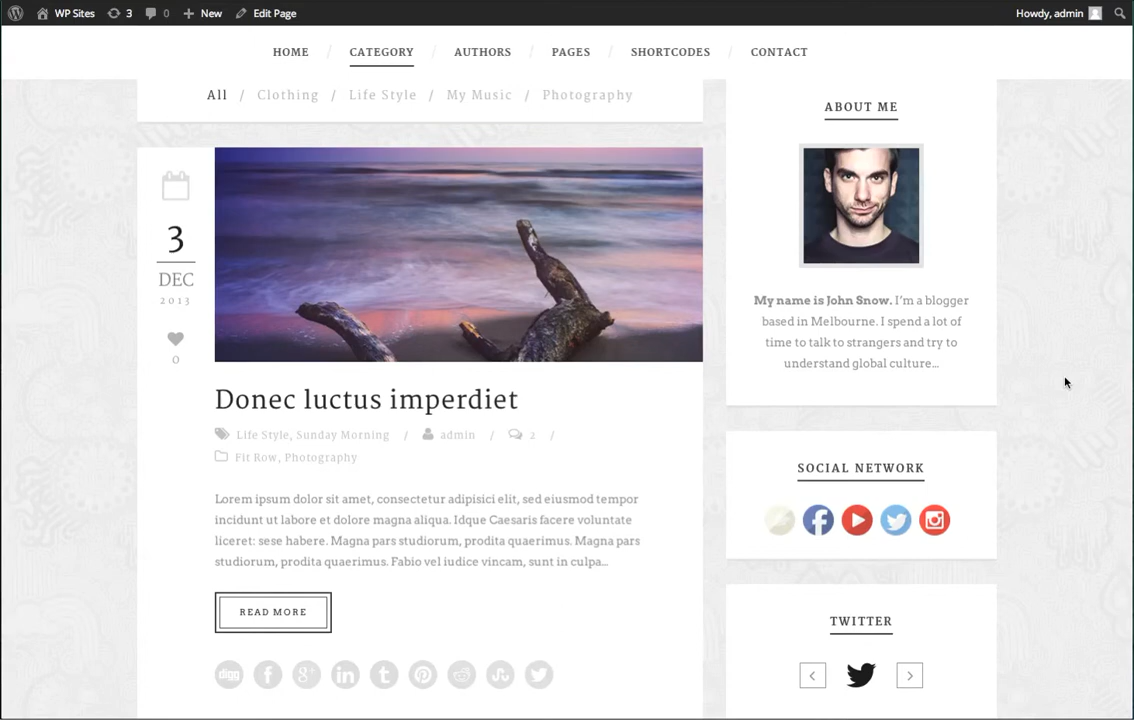 WP Sites 3 0 New Edit Page Howdy, admin
HOME / CATEGORY / AUTHORS / PAGES / SHORTCODES / CONTACT
All / Clothing / Life Style / My Music / Photography
3
DEC
2013
0
Donec luctus imperdiet
Life Style, Sunday Morning / admin / 2 /
Fit Row, Photography
Lorem ipsum dolor sit amet, consectetur adipisici elit, sed eiusmod tempor
incidunt ut labore et dolore magna aliqua. Idque Caesaris facere voluntate
liceret: sese habere. Magna pars studiorum, prodita quaerimus. Magna pars
studiorum, prodita quaerimus. Fabio vel iudice vincam, sunt in culpa...
READ MORE
digg
ABOUT ME
My name is John Snow. I'm a blogger
based in Melbourne. I spend a lot of
time to talk to strangers and try to
understand global culture...
SOCIAL NETWORK
TWITTER